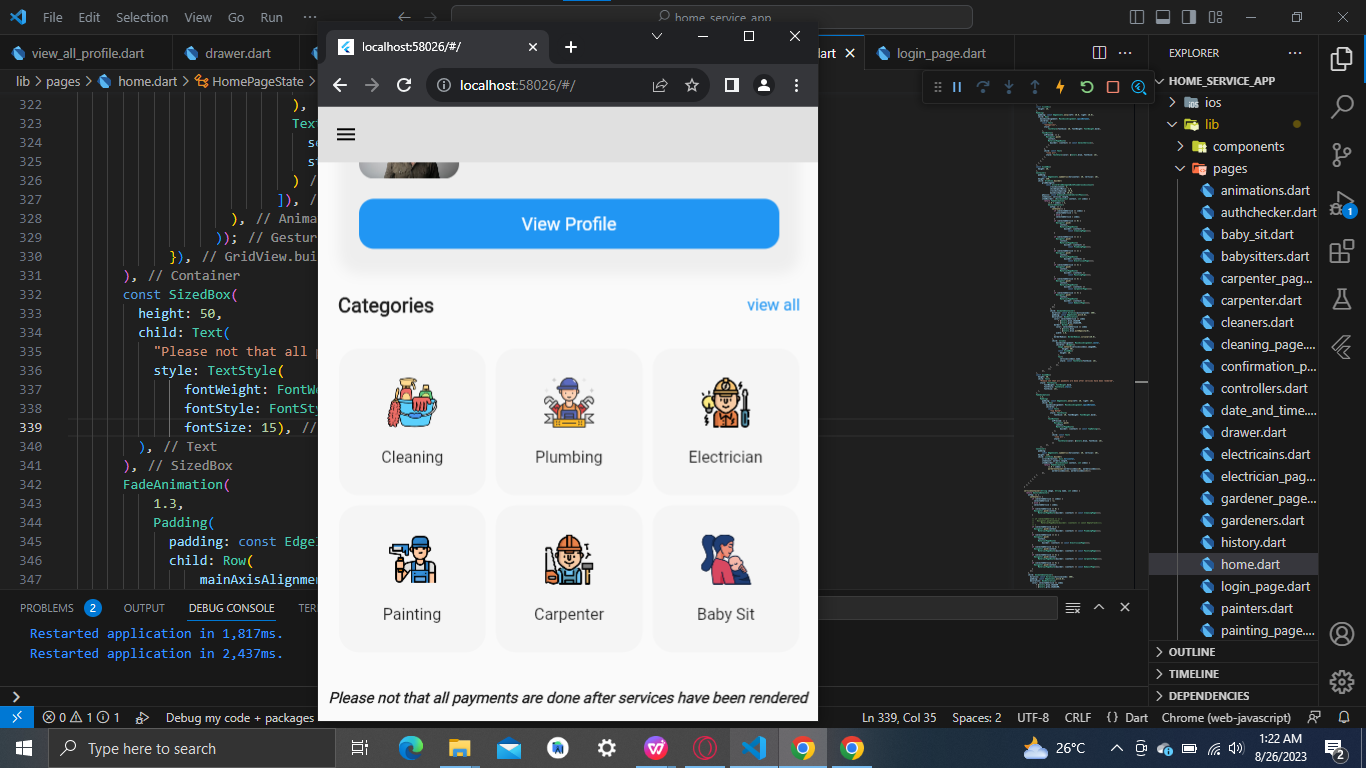 File Edit Selection View Go Run ···
home_service_app
view_all_profile.dart
drawer.dart
dart
login_page.dart
lib > pages > home.dart > HomePageState >
localhost:58026/#/
localhost:58026/#/
View Profile
Categories
view all
Cleaning
Plumbing
Electrician
Painting
Carpenter
Baby Sit
Please not that all payments are done after services have been rendered
322 ),
323 Text
324 s
325 st
326 ) //
327 ]), //
328 ), // Anima
329 )); // Gestur
330 }), // GridView.bui
331 ), // Container
332 const SizedBox(
333 height: 50,
334 child: Text(
335 "Please not that all p
336 style: TextStyle(
337 fontWeight: FontWe
338 fontStyle: FontSty
339 fontSize: 15), //
340 ), // Text
341 ), // SizedBox
342 FadeAnimation(
343 1.3,
344 Padding(
345 padding: const EdgeI
346 child: Row(
347 mainAxisAlignment
PROBLEMS 2 OUTPUT DEBUG CONSOLE TER
Restarted application in 1,817ms.
Restarted application in 2,437ms.
EXPLORER ···
HOME_SERVICE_APP
ios
lib
components
pages
animations.dart
authchecker.dart
baby_sit.dart
babysitters.dart
carpenter_pag...
carpenter.dart
cleaners.dart
cleaning_page....
confirmation_p...
controllers.dart
date_and_time...
drawer.dart
electricains.dart
electrician_pag...
gardener_page...
gardeners.dart
history.dart
home.dart
login_page.dart
painters.dart
painting_page....
OUTLINE
TIMELINE
DEPENDENCIES
1
0 1 1 Debug my code + packages
Ln 339, Col 35 Spaces: 2 UTF-8 CRLF {} Dart Chrome (web-javascript)
Type here to search
26°C
1:22 AM
8/26/2023
2